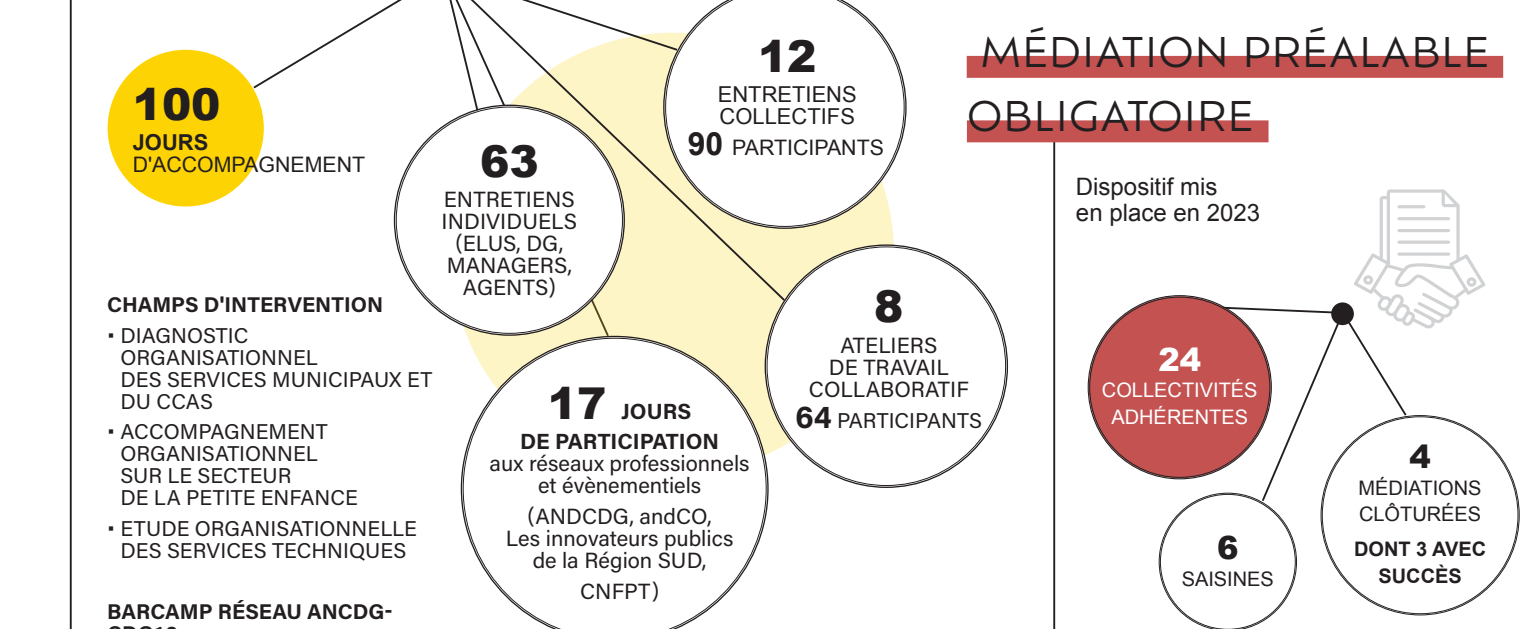 100
JOURS
D'ACCOMPAGNEMENT
12
ENTRETIENS
COLLECTIFS
90 PARTICIPANTS
63
ENTRETIENS
INDIVIDUELS
(ELUS, DG,
MANAGERS,
AGENTS)
8
ATELIERS
DE TRAVAIL
COLLABORATIF
64 PARTICIPANTS
17 JOURS
DE PARTICIPATION
aux réseaux professionnels
et évènementiels
(ANDCDG, andCO,
Les innovateurs publics
de la Région SUD,
CNFPT)
CHAMPS D'INTERVENTION
▪ DIAGNOSTIC
ORGANISATIONNEL
DES SERVICES MUNICIPAUX ET
DU CCAS
▪ ACCOMPAGNEMENT
ORGANISATIONNEL
SUR LE SECTEUR
DE LA PETITE ENFANCE
▪ ETUDE ORGANISATIONNELLE
DES SERVICES TECHNIQUES
BARCAMP RÉSEAU ANCDG-
MÉDIATION PRÉALABLE
OBLIGATOIRE
Dispositif mis
en place en 2023
24
COLLECTIVITÉS
ADHÉRENTES
6
SAISINES
4
MÉDIATIONS
CLÔTURÉES
DONT 3 AVEC
SUCCÈS